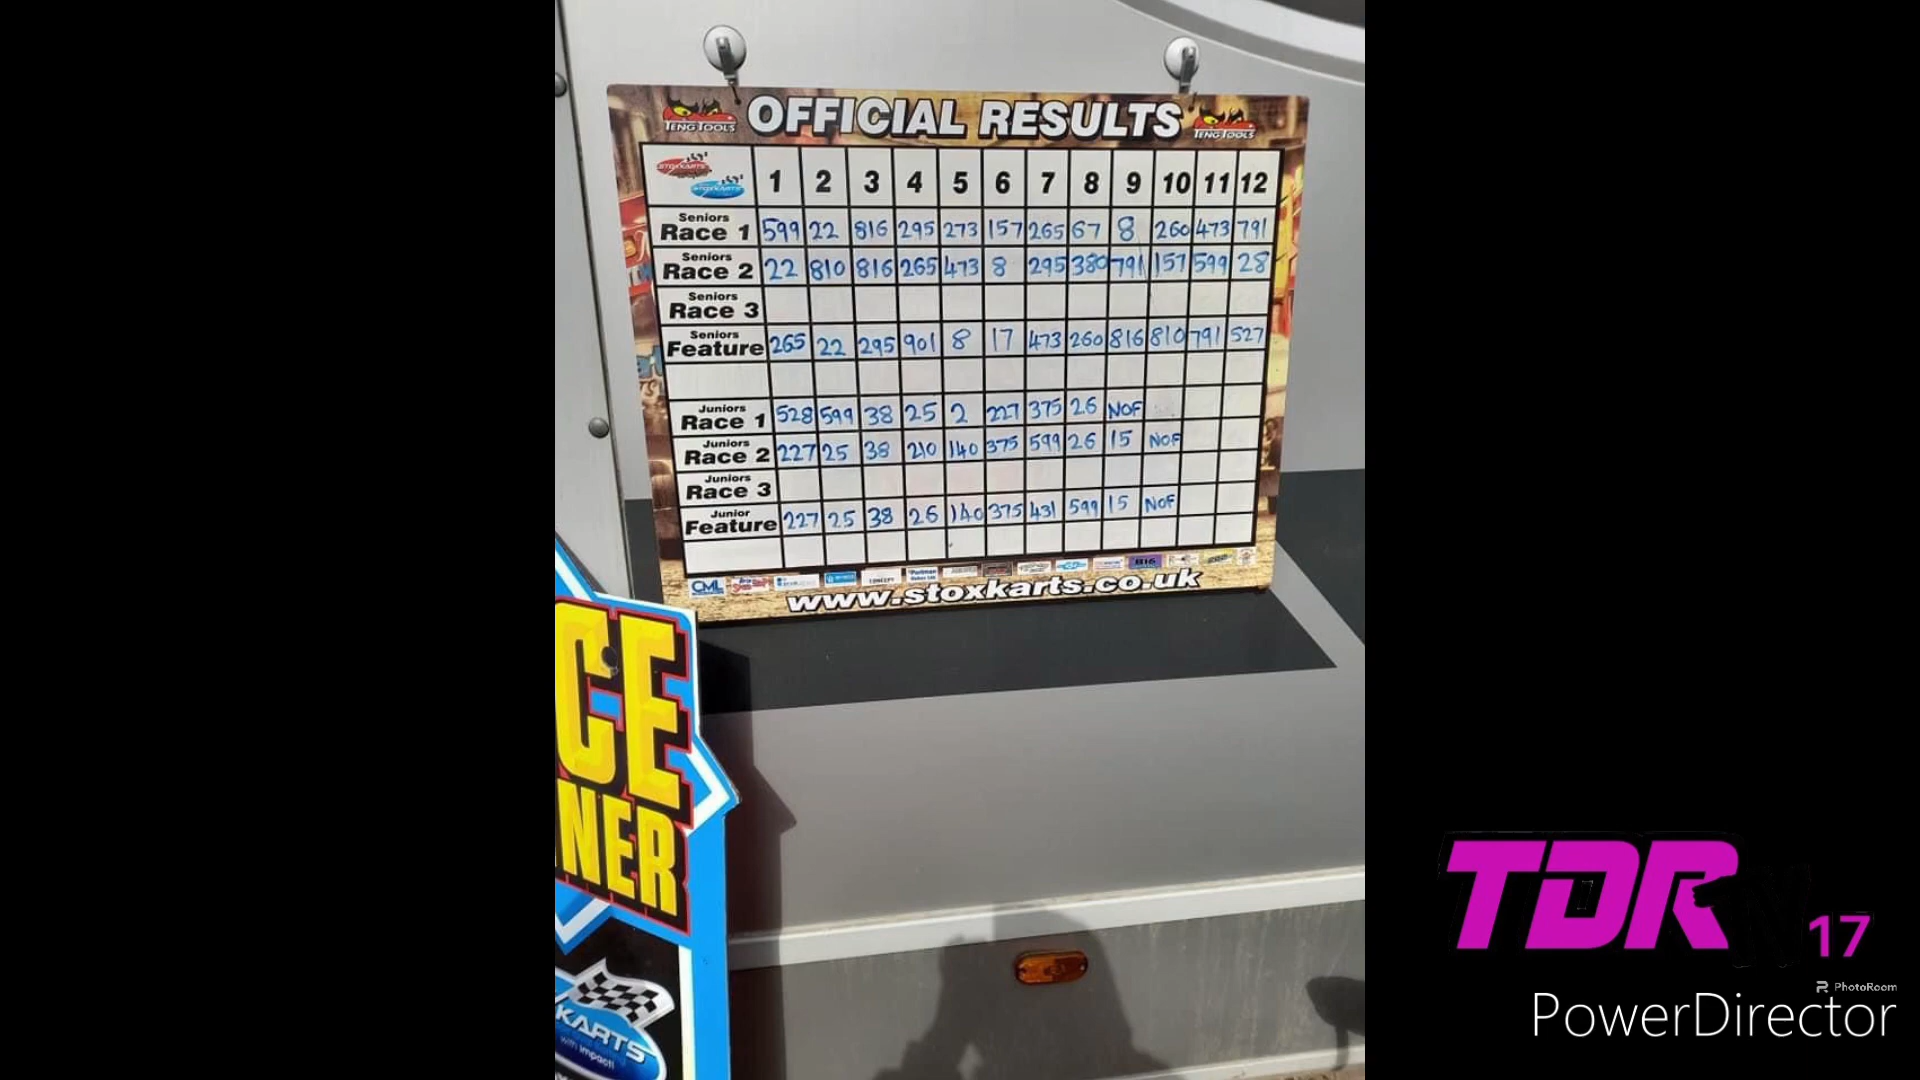 TENG TOOLS OFFICIAL RESULTS TENG TOOLS
STOXKARTS
STOXKARTS
1 2 3 4 5 6 7 8 9 10 11 12
Seniors
Race 1 599 22 816 295 273 157 265 67 8 260 473 791
Seniors
Race 2 22 810 816 265 473 8 295 380 791 157 599 28
Seniors
Race 3
Seniors
Feature 265 22 295 901 8 17 473 260 816 810 791 527
Juniors
Race 1 528 599 38 25 2 227 375 26 NOF
Juniors
Race 2 227 25 38 210 140 375 599 26 15 NOF
Juniors
Race 3
Junior
Feature 227 25 38 26 140 375 431 599 15 NOF
CML
www.stoxkarts.co.uk
CE
NER
KARTS
with impact!
TDR 17
PhotoRoom
PowerDirector